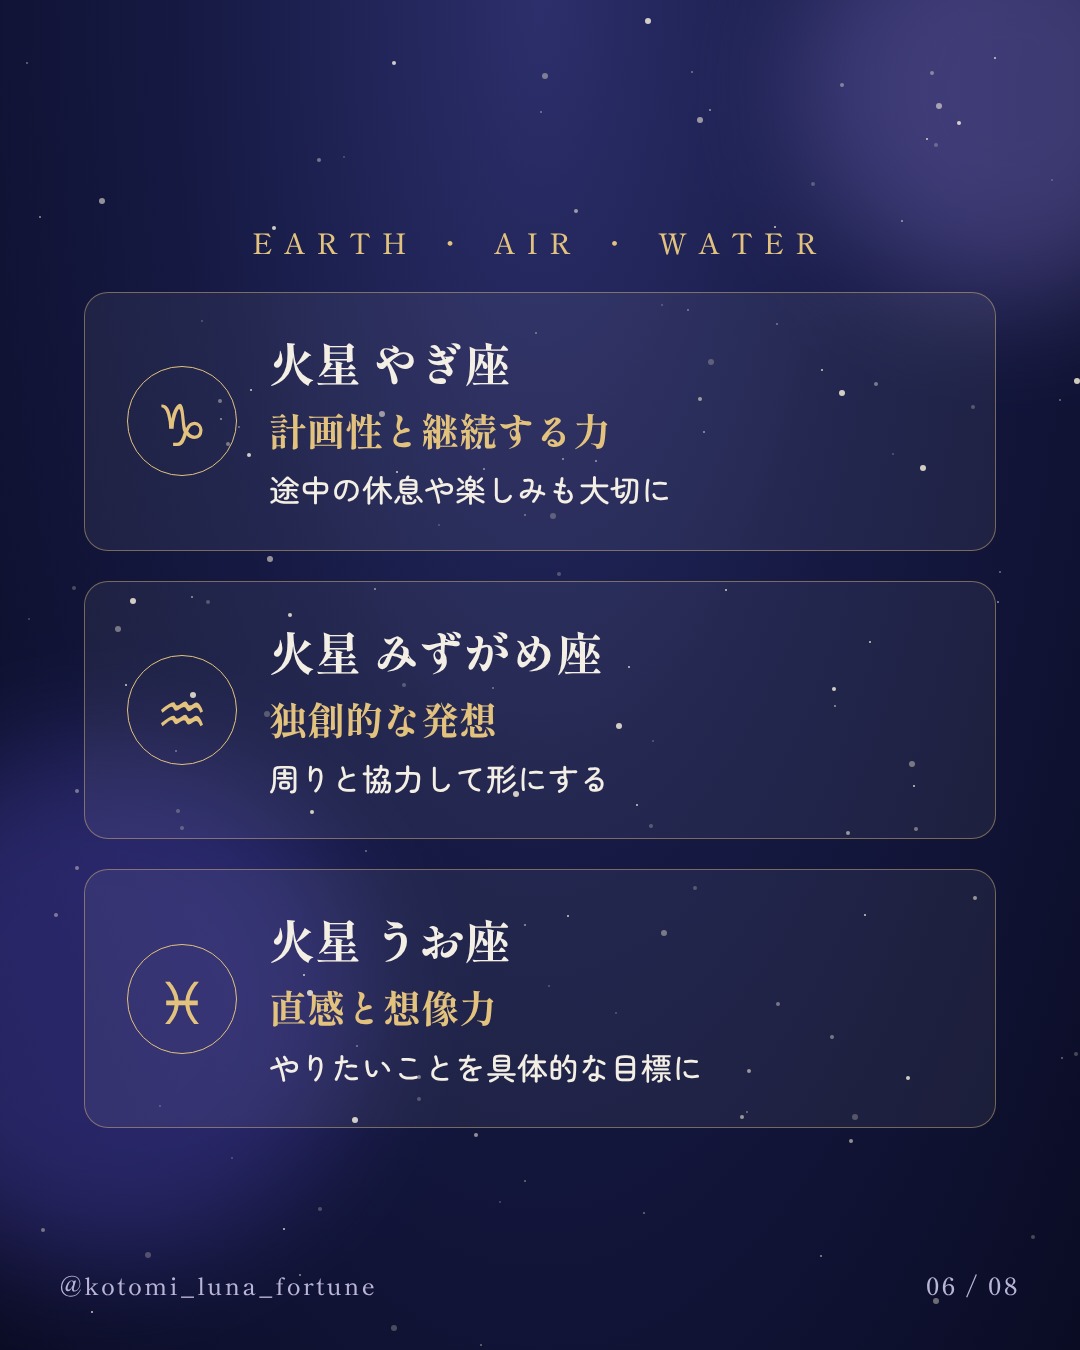 EARTH · AIR · WATER
♑
火星 やぎ座
計画性と継続する力
途中の休息や楽しみも大切に
♒
火星 みずがめ座
独創的な発想
周りと協力して形にする
♓
火星 うお座
直感と想像力
やりたいことを具体的な目標に
@kotomi_luna_fortune
06 / 08